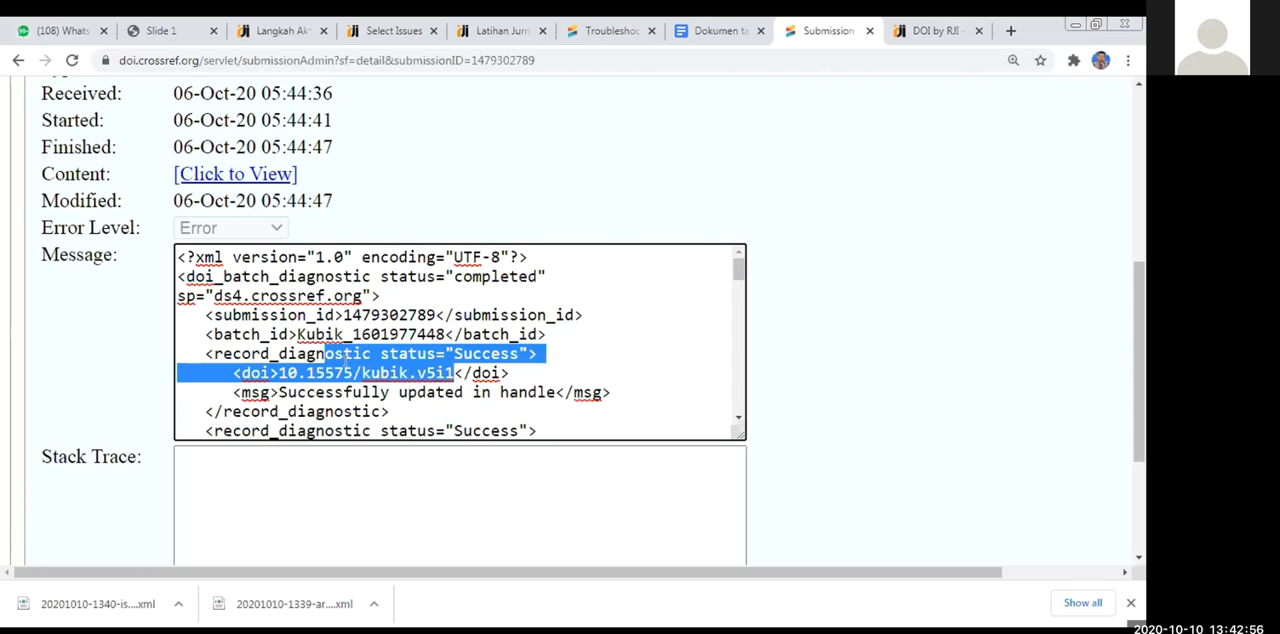 (108) Whats
Slide 1
Langkah Ak
Select Issues
Latihan Jurn
Troubleshoo
Dokumen ta
Submission
DOI by RJI -
doi.crossref.org/servlet/submissionAdmin?sf=detail&submissionID=1479302789
Received: 06-Oct-20 05:44:36
Started: 06-Oct-20 05:44:41
Finished: 06-Oct-20 05:44:47
Content: [Click to View]
Modified: 06-Oct-20 05:44:47
Error Level: Error
Message:
<?xml version="1.0" encoding="UTF-8"?>
<doi_batch_diagnostic status="completed"
sp="ds4.crossref.org">
<submission_id>1479302789</submission_id>
<batch_id>Kubik_1601977448</batch_id>
<record_diagnostic status="Success">
<doi>10.15575/kubik.v5i1</doi>
<msg>Successfully updated in handle</msg>
</record_diagnostic>
<record_diagnostic status="Success">
Stack Trace:
20201010-1340-is....xml
20201010-1339-ar....xml
Show all
2020-10-10 13:42:56